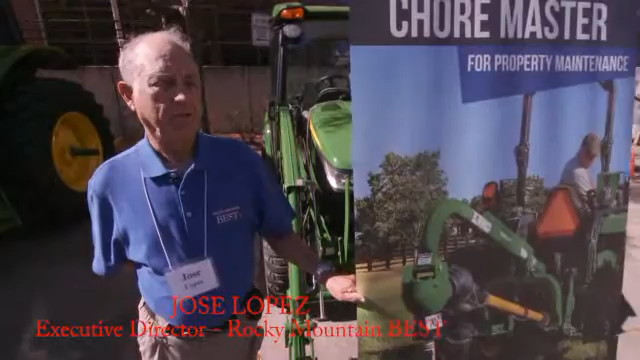 CHORE MASTER
FOR PROPERTY MAINTENANCE
BEST
Jose
Lopez
JOSE LOPEZ
Executive Director - Rocky Mountain BEST